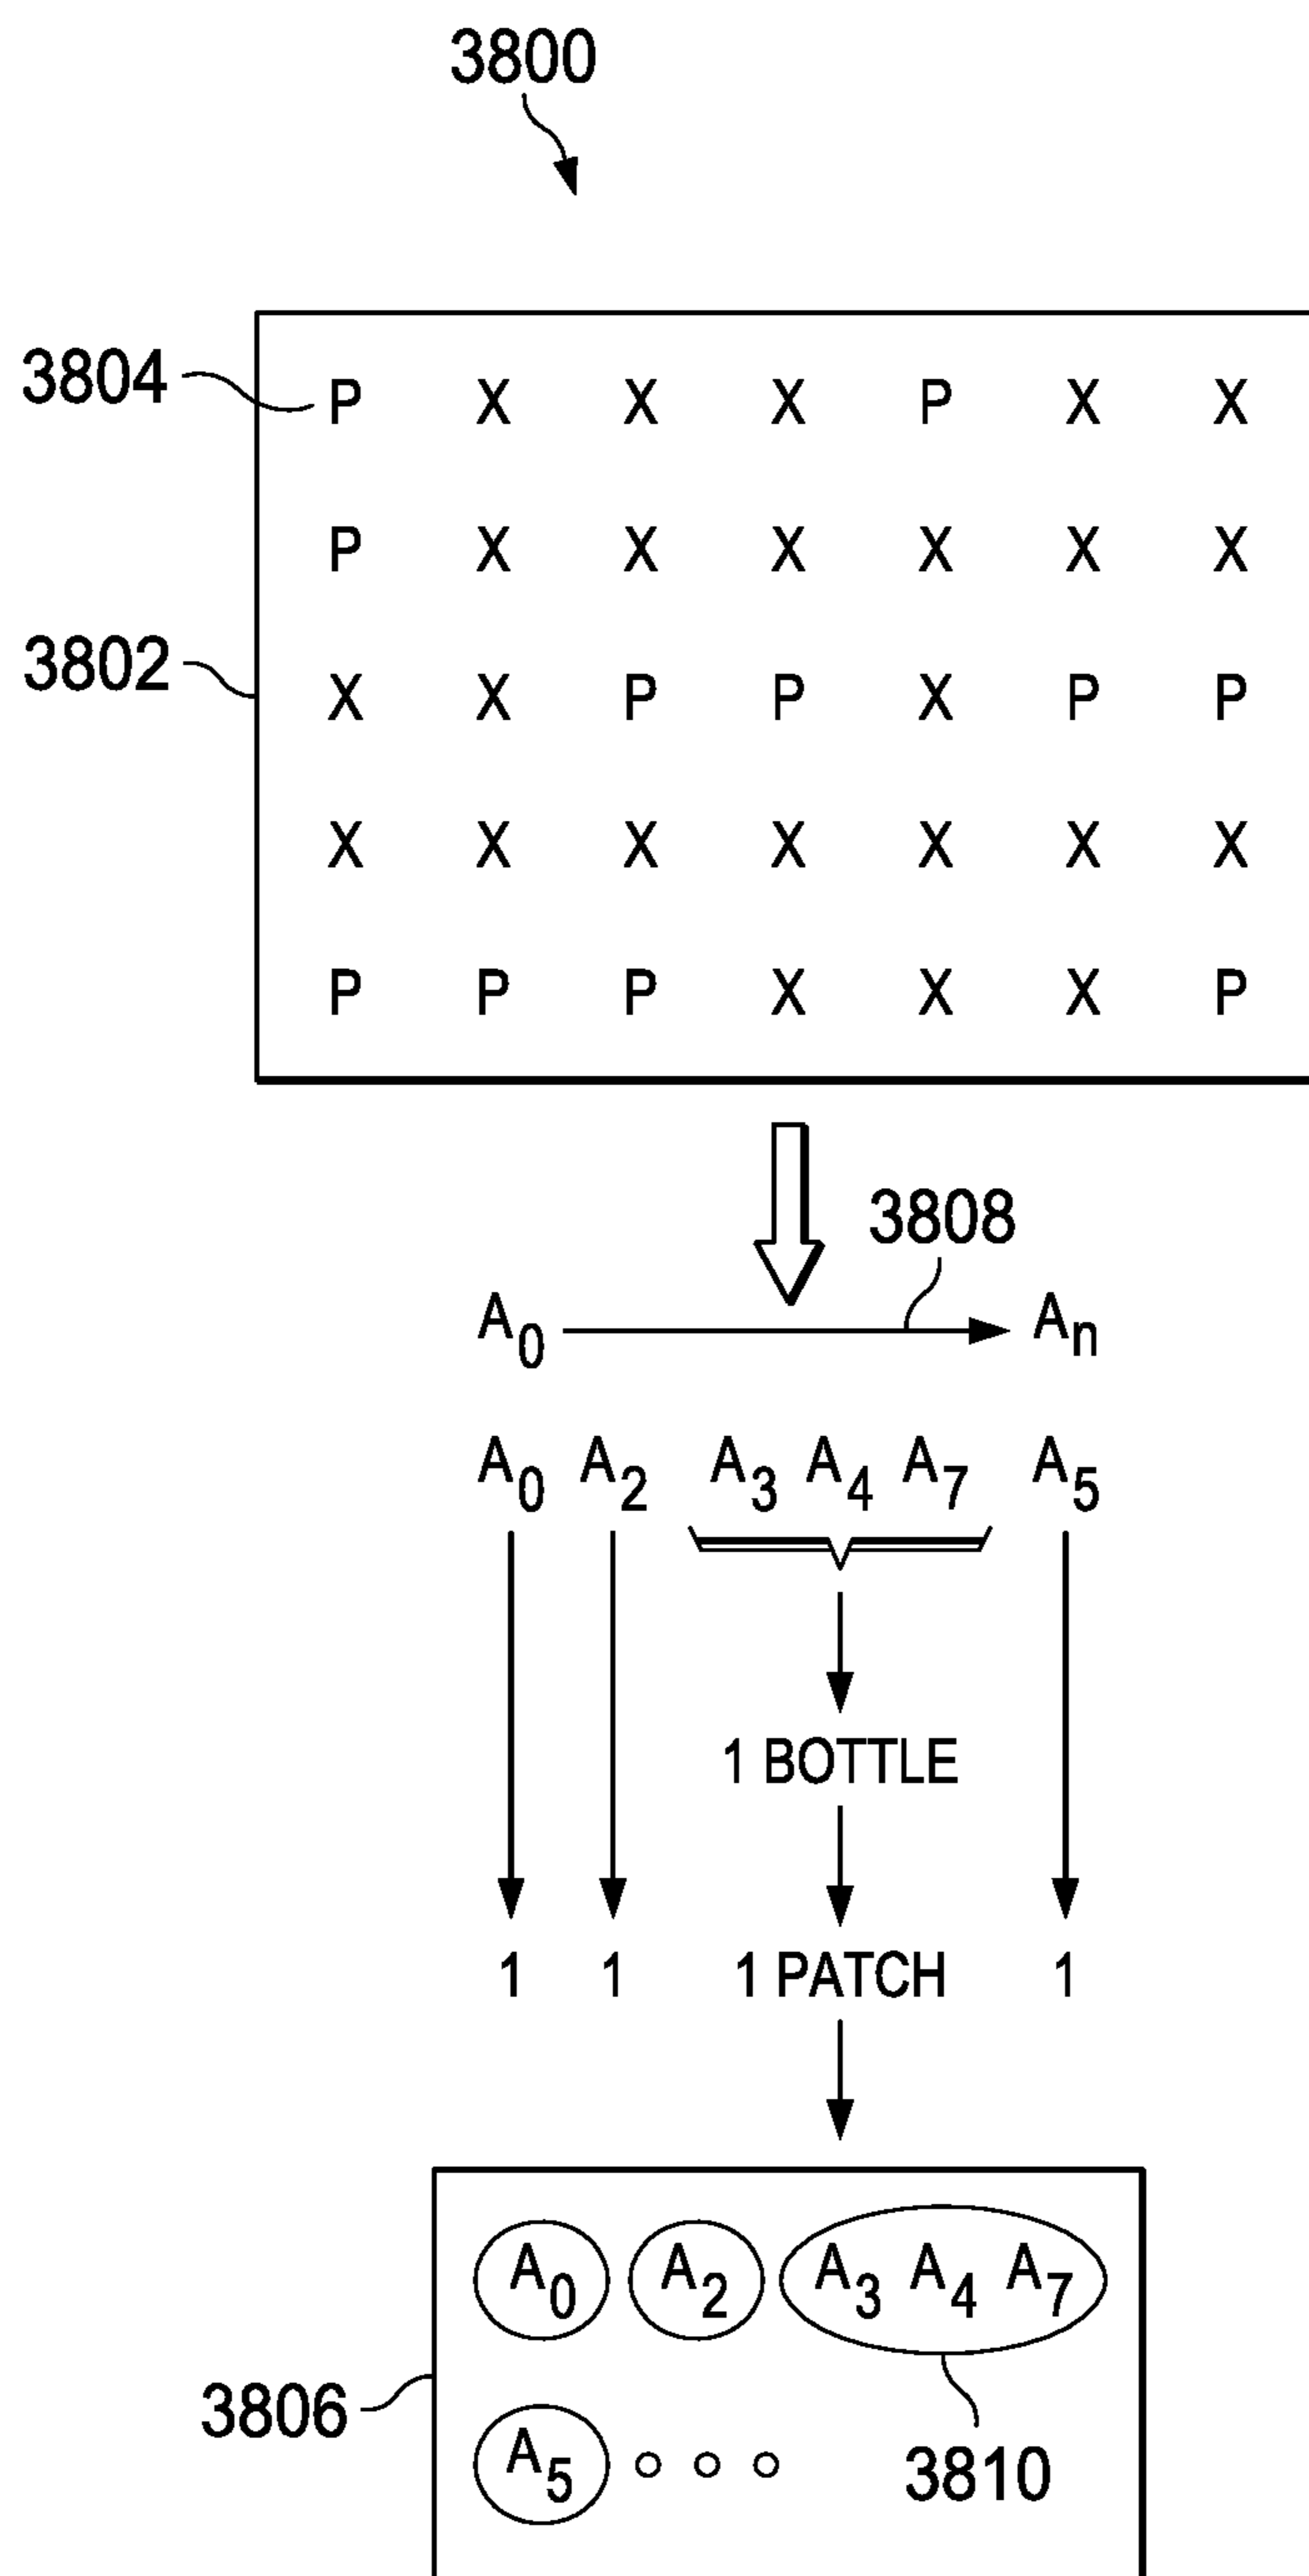 3800
3804 P X X X P X X
P X X X X X X
3802
X X P P X P P
X X X X X X X
P P P X X X P
3808
A0 An
A0 A2 A3 A4 A7 A5
1 BOTTLE
1 1 1 PATCH 1
A0 A2 A3 A4 A7
3806
A5
3810